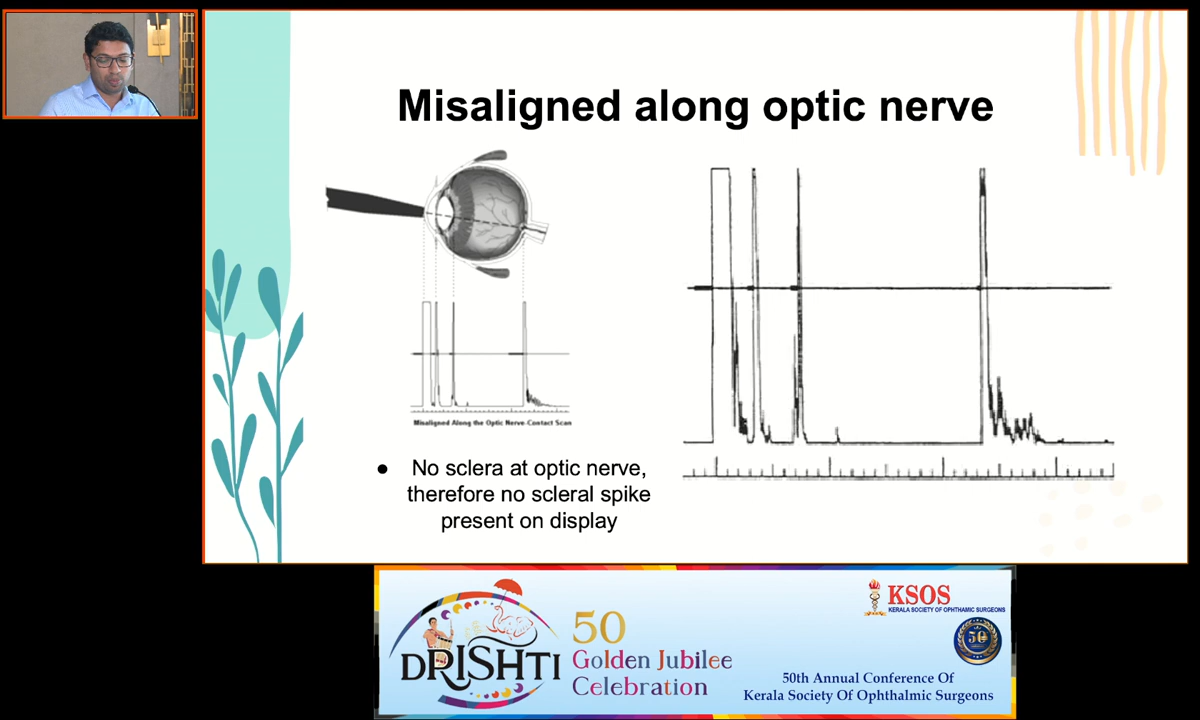 Misaligned along optic nerve
Misaligned Along the Optic Nerve-Contact Scan
● No sclera at optic nerve,
therefore no scleral spike
present on display
DRISHTI
50
Golden Jubilee
Celebration
KSOS
KERALA SOCIETY OF OPHTHAMIC SURGEONS
50
50th Annual Conference Of
Kerala Society Of Ophthalmic Surgeons